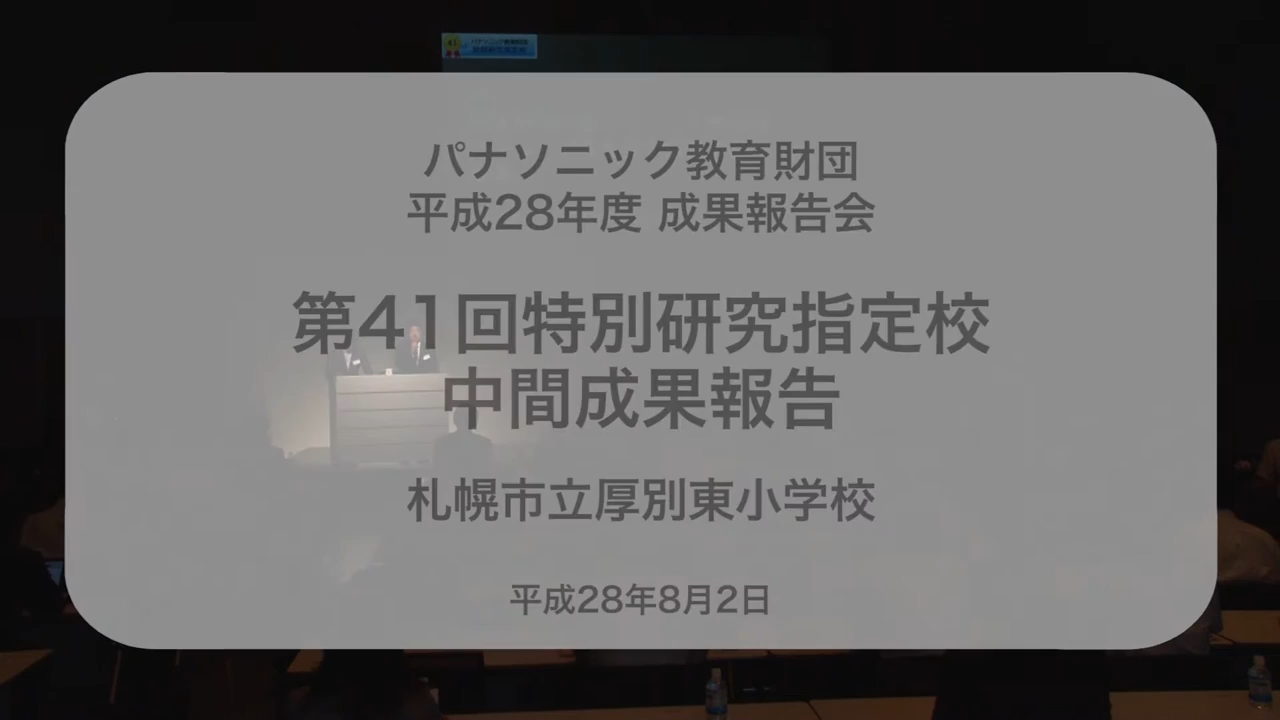 パナソニック教育財団
平成28年度 成果報告会
第41回特別研究指定校
中間成果報告
札幌市立厚別東小学校
平成28年8月2日